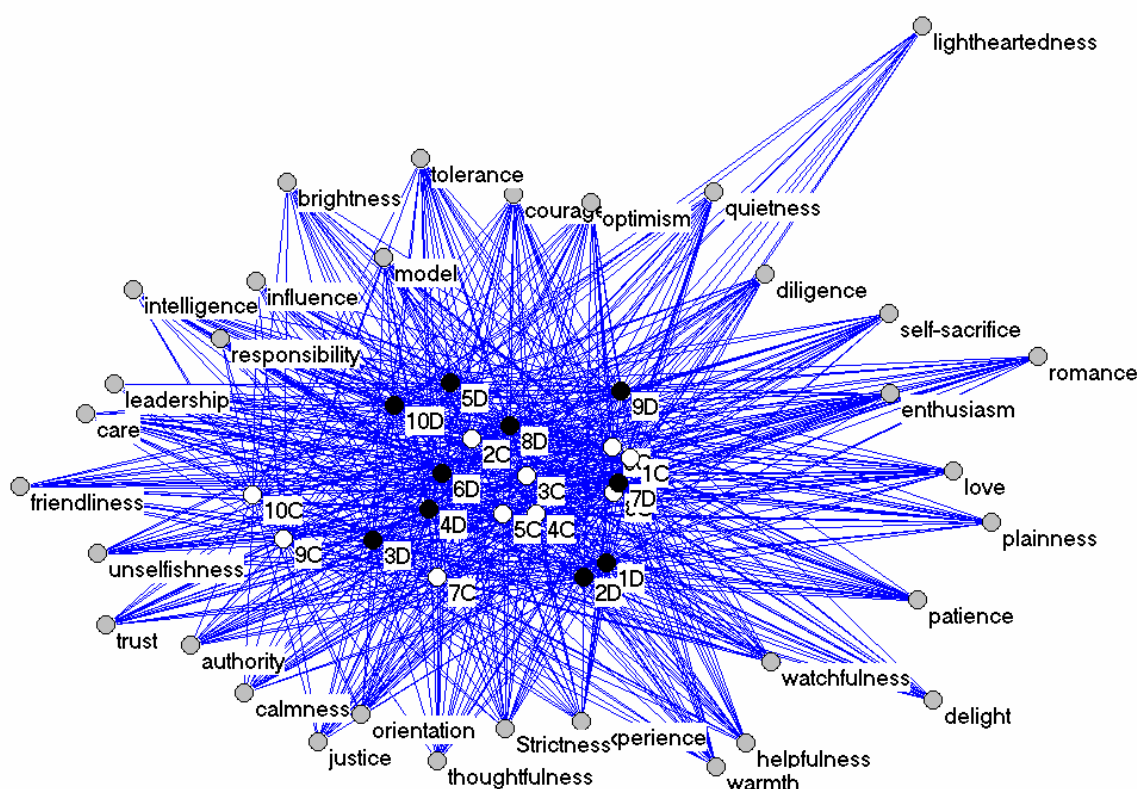 lightheartedness
tolerance
brightness
courage
optimism
quietness
model
intelligence
influence
diligence
self-sacrifice
responsibility
romance
leadership
5D
9D
enthusiasm
care
10D
8D
2C
1C
6D
3C
7D
love
friendliness
10C
4D
5C
4C
plainness
9C
3D
unselfishness
1D
7C
2D
patience
trust
authority
watchfulness
calmness
delight
orientation
Strictness
justice
helpfulness
thoughtfulness
warmth